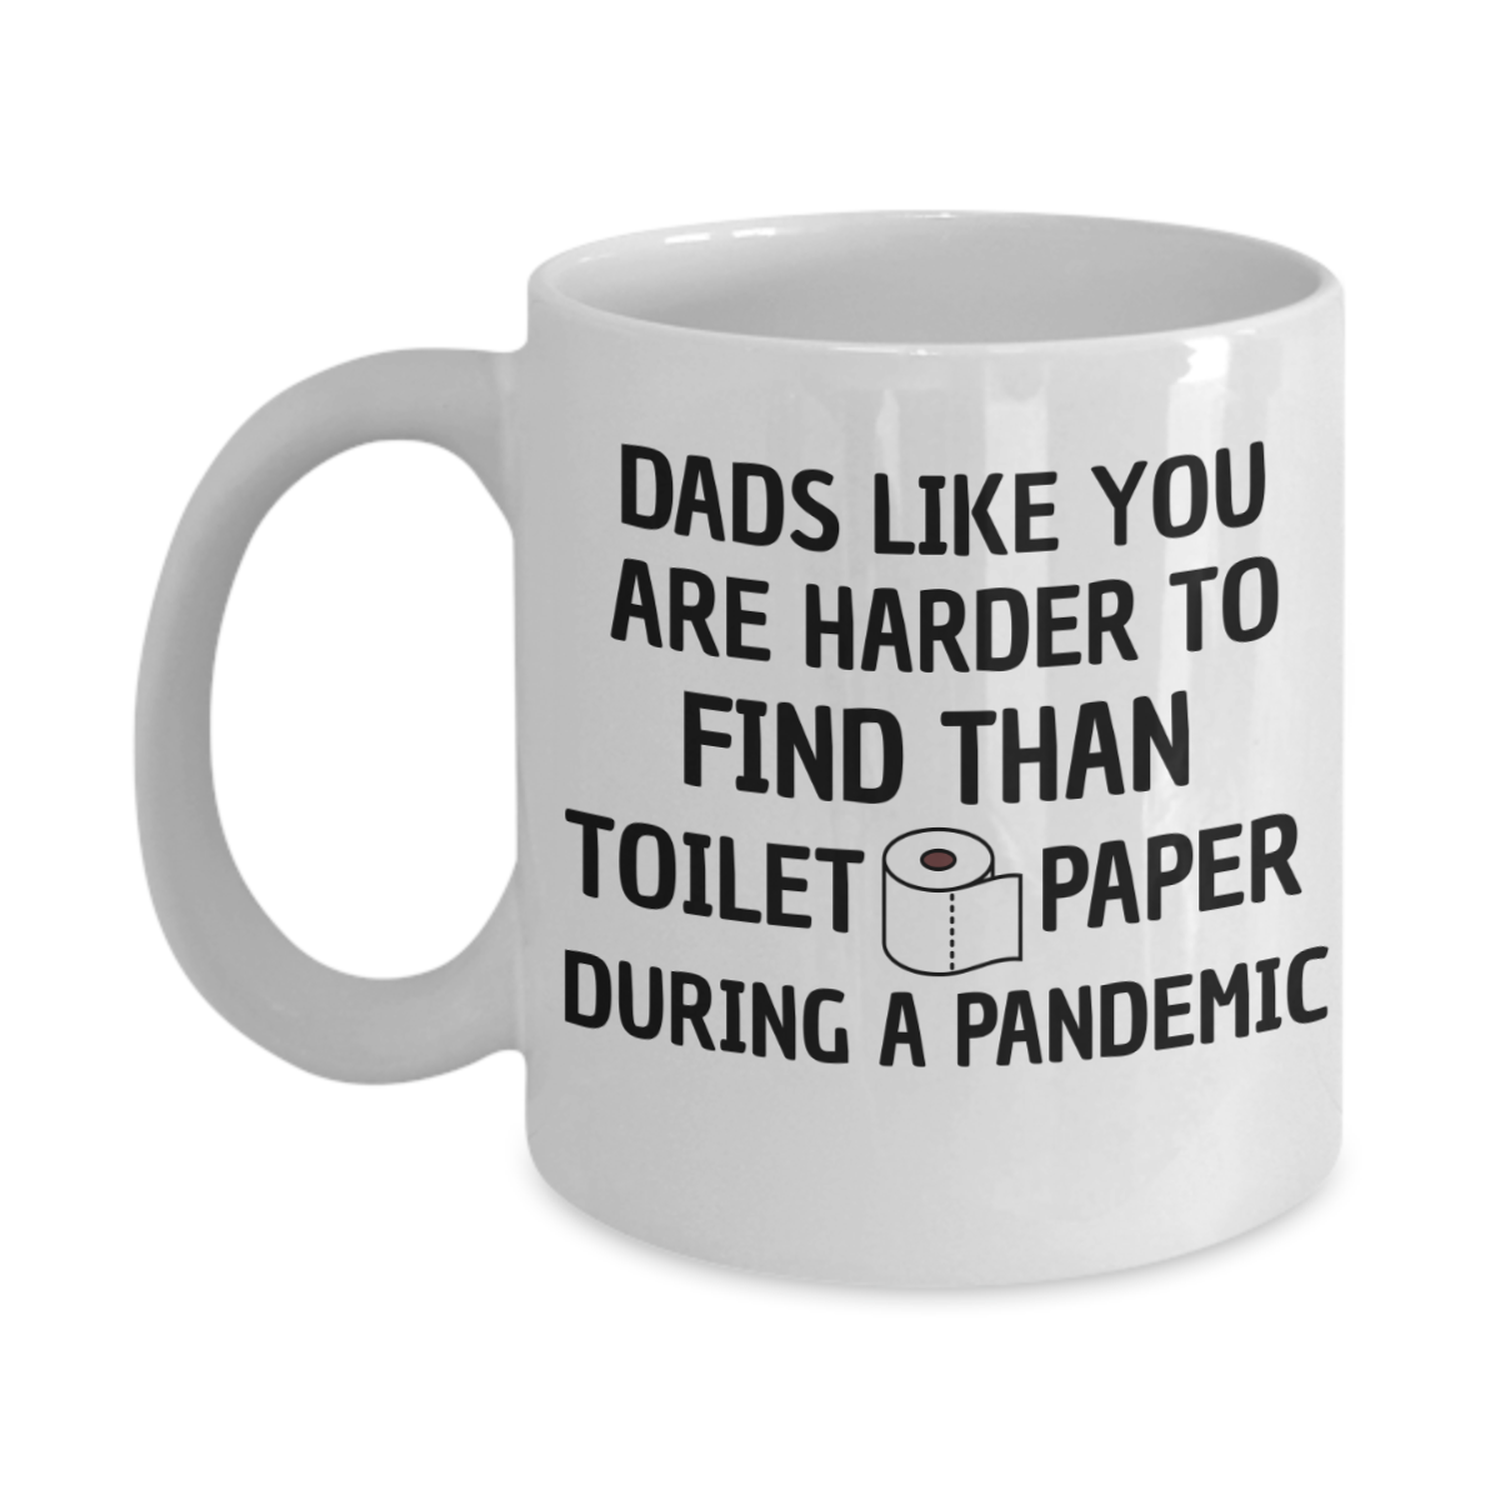 DADS LIKE YOU
ARE HARDER TO
FIND THAN
TOILET PAPER
DURING A PANDEMIC